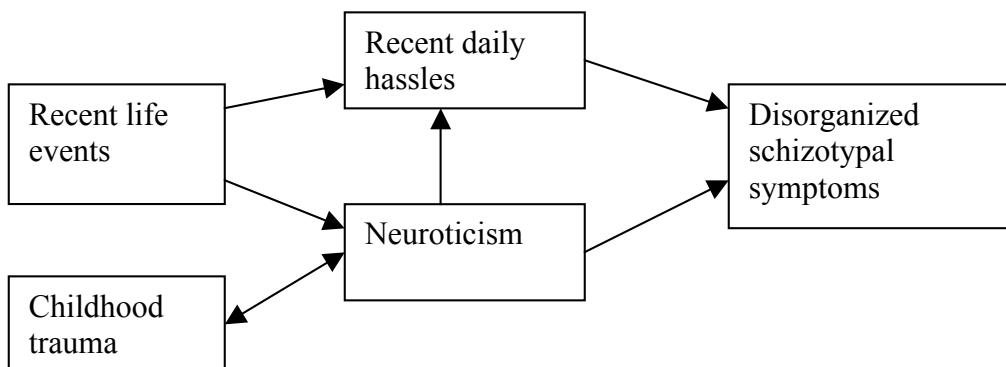 Recent daily
hassles
Recent life
events
Disorganized
schizotypal
symptoms
Neuroticism
Childhood
trauma